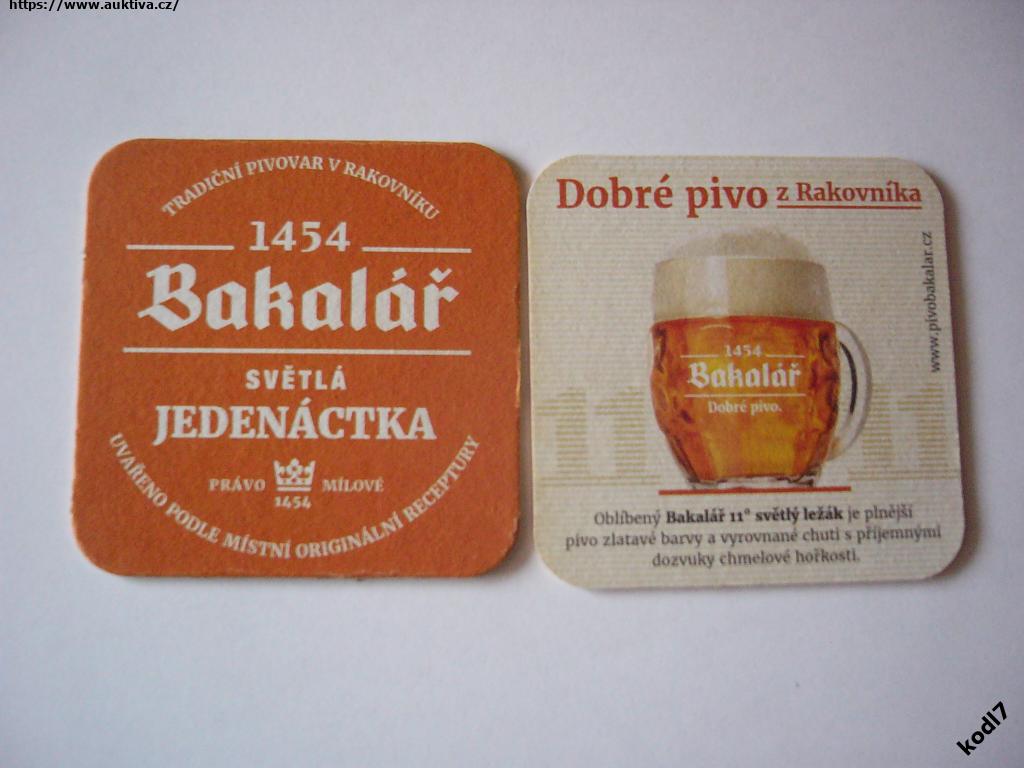 https://www.auktiva.cz/
TRADIČNÍ PIVOVAR V RAKOVNÍKU
1454
Bakalář
SVĚTLÁ
JEDENÁCTKA
PRÁVO MÍLOVÉ
1454
UVAŘENO PODLE MÍSTNÍ ORIGINÁLNÍ RECEPTURY
Dobré pivo z Rakovníka
www.pivobakalar.cz
1454
Bakalář
Dobré pivo.
11 11
Oblíbený Bakalář 11° světlý ležák je plnější
pivo zlatavé barvy a vyrovnané chuti s příjemnými
dozvuky chmelové hořkosti.
kodl7